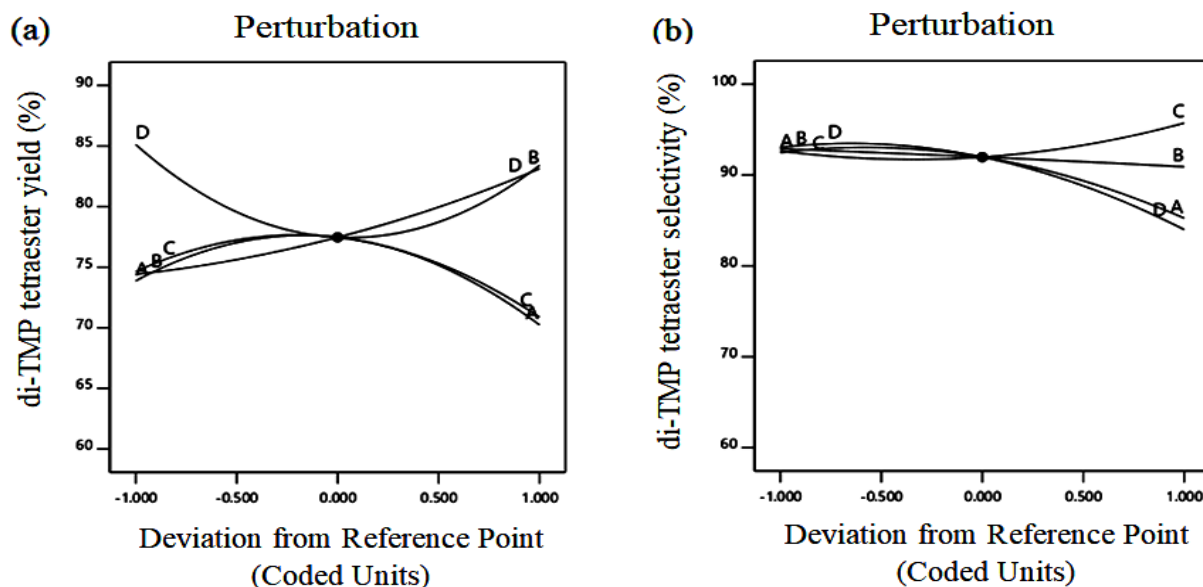 (a)
Perturbation
di-TMP tetraester yield (%)
90
85
80
75
70
65
60
D
A B C
D B
C
A
-1.000 -0.500 0.000 0.500 1.000
Deviation from Reference Point
(Coded Units)
(b)
Perturbation
di-TMP tetraester selectivity (%)
100
90
80
70
60
A B C D
C
B
D A
-1.000 -0.500 0.000 0.500 1.000
Deviation from Reference Point
(Coded Units)